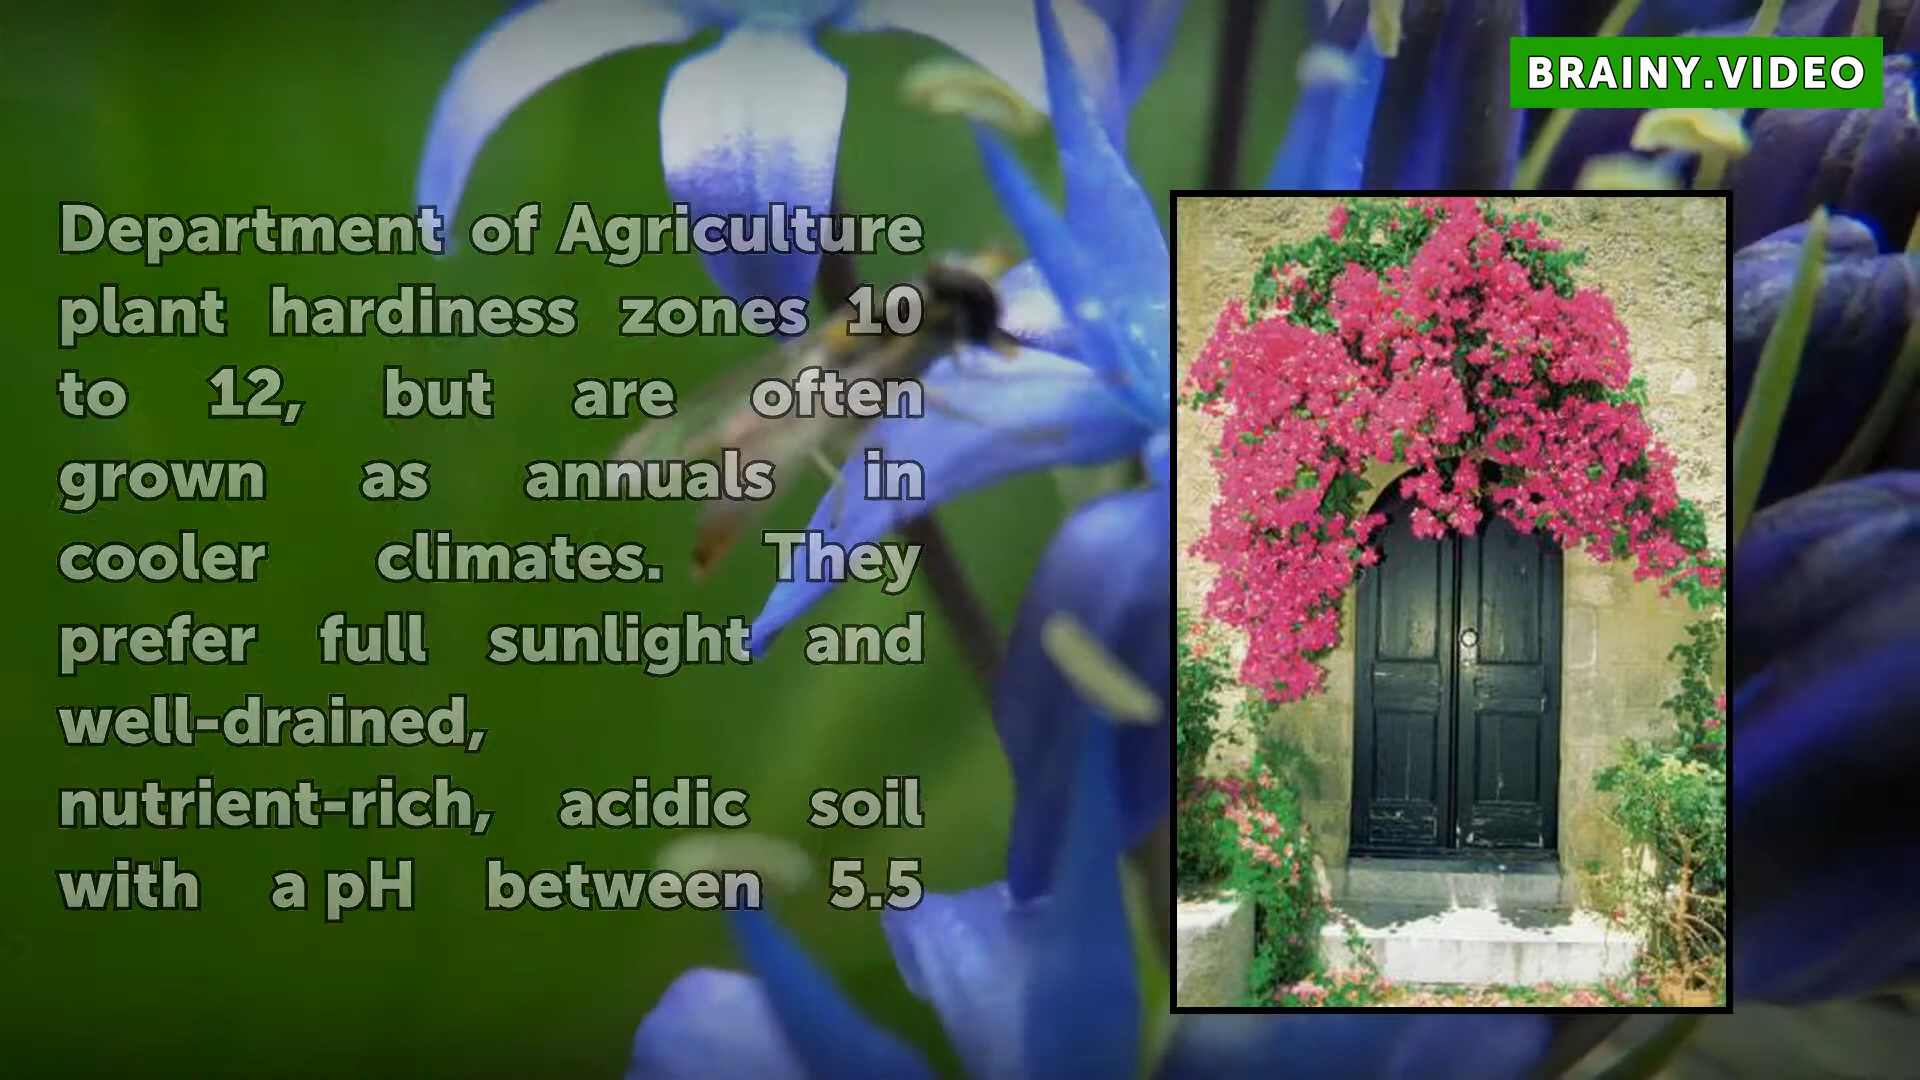 BRAINY.VIDEO
Department of Agriculture
plant hardiness zones 10
to 12, but are often
grown as annuals in
cooler climates. They
prefer full sunlight and
well-drained,
nutrient-rich, acidic soil
with a pH between 5.5